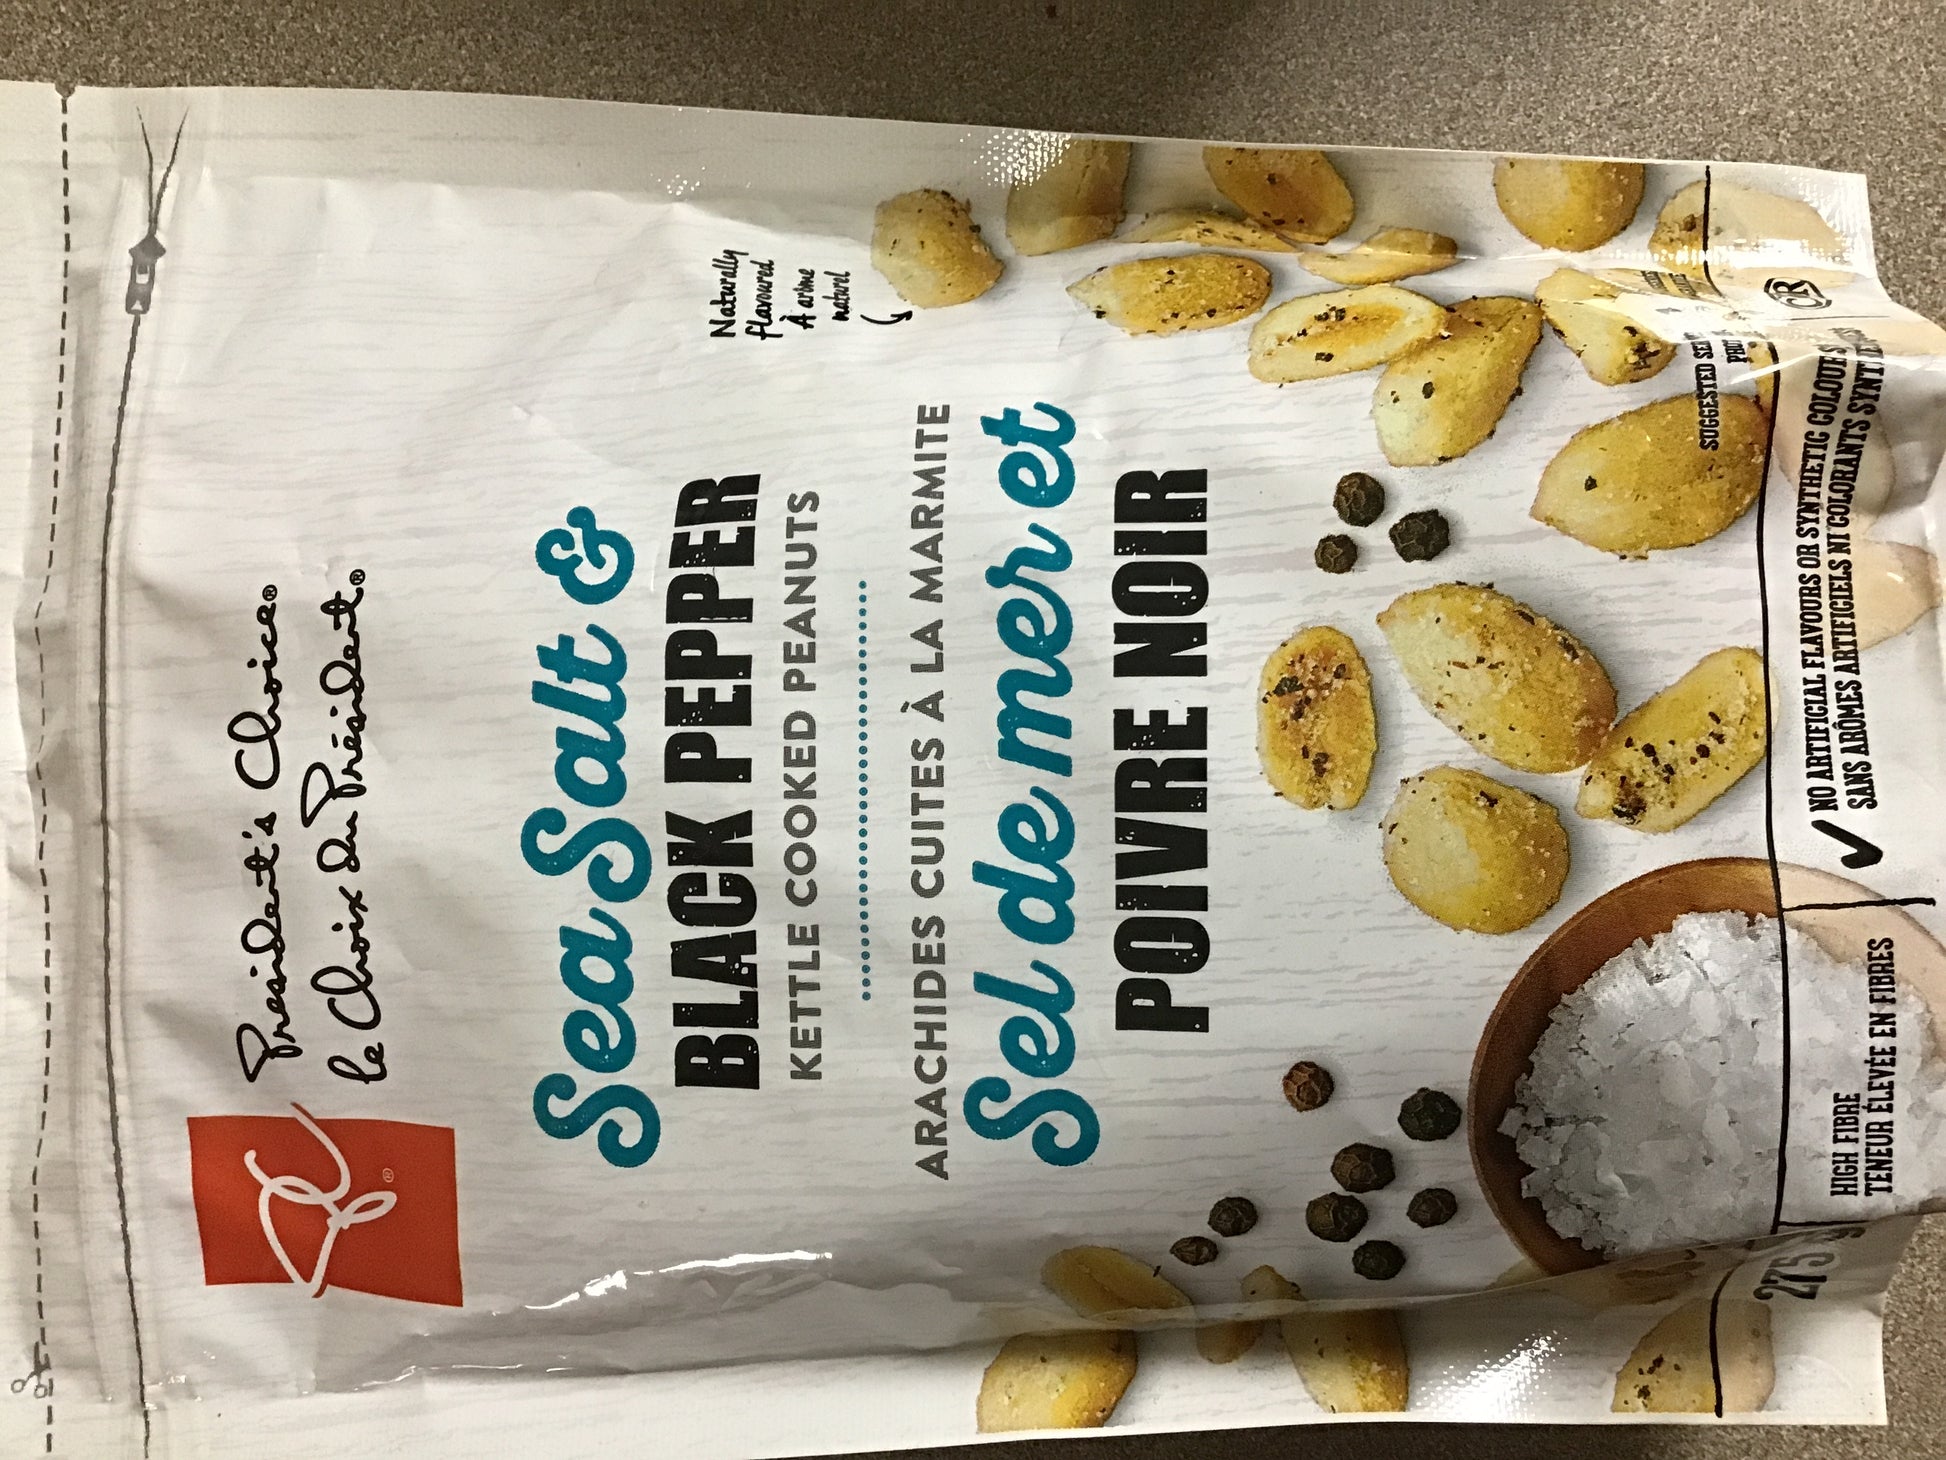 President's Choice®
le Choix du Président®
Sea Salt &
BLACK PEPPER
KETTLE COOKED PEANUTS
Naturally
flavoured
À arôme
naturel
ARACHIDES CUITES À LA MARMITE
Sel de mer et
POIVRE NOIR
SUGGESTED
275
HIGH FIBRE
TENEUR ÉLEVÉE EN FIBRES
NO ARTIFICIAL FLAVOURS OR SYNTHETIC COLOURS
SANS ARÔMES ARTIFICIELS NI COLORANTS